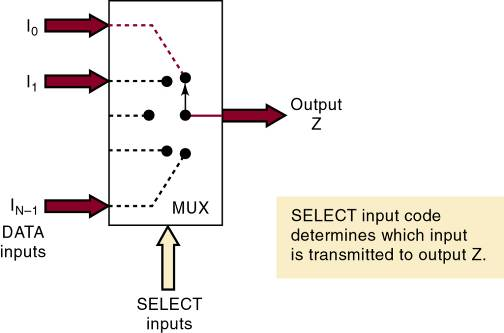 I0
I1
Output
Z
IN–1
MUX
DATA
inputs
SELECT input code
determines which input
is transmitted to output Z.
SELECT
inputs